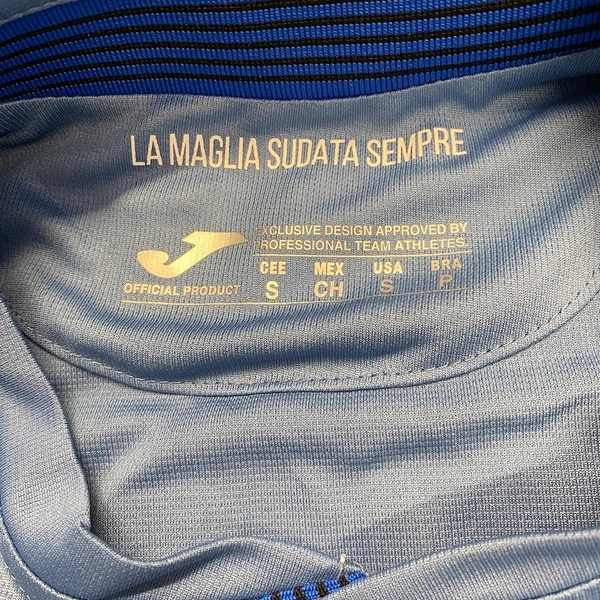 LA MAGLIA SUDATA SEMPRE
EXCLUSIVE DESIGN APPROVED BY
PROFESSIONAL TEAM ATHLETES.
OFFICIAL PRODUCT
CEE MEX USA BRA
S CH S P